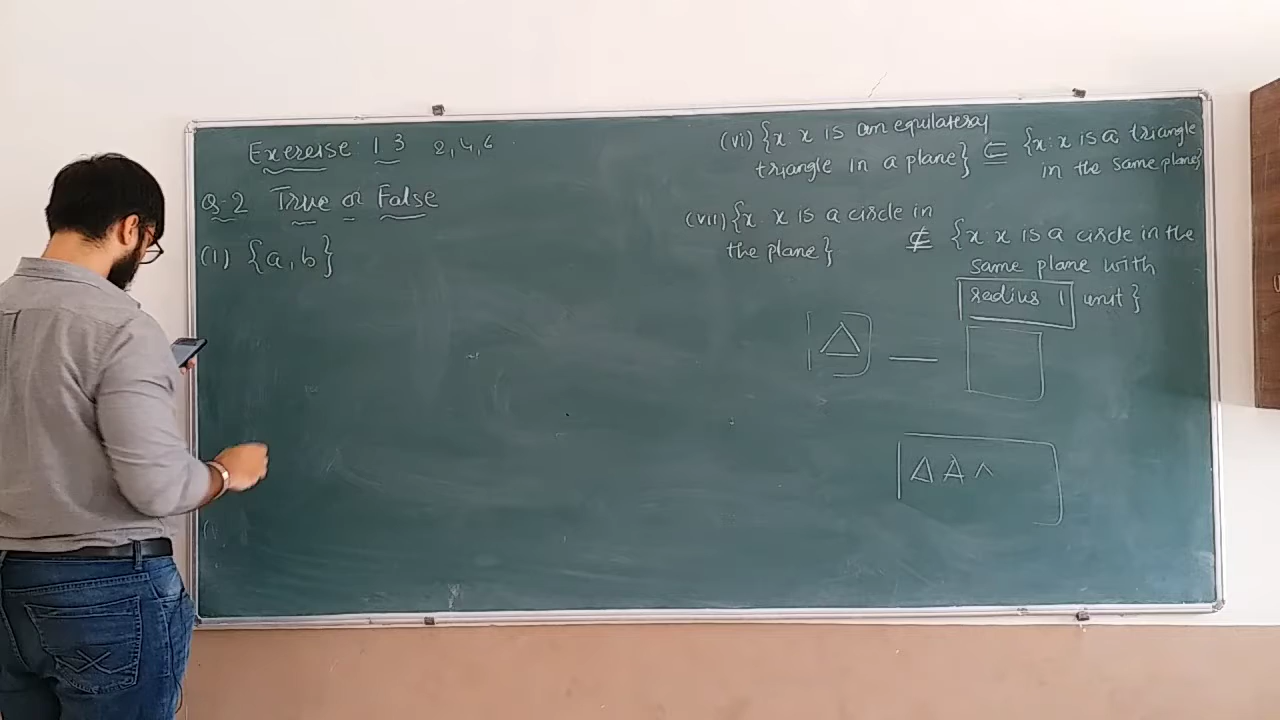 Exercise 1 3 2, 4, 6
Q-2 True or False
(i) {a, b}
(vi) {x: x is an equilateral
triangle in a plane} ⊆ {x: x is a triangle
in the same plane}
(vii) {x x is a circle in
the plane} ⊈ {x x is a circle in the
same plane with
radius 1 unit}